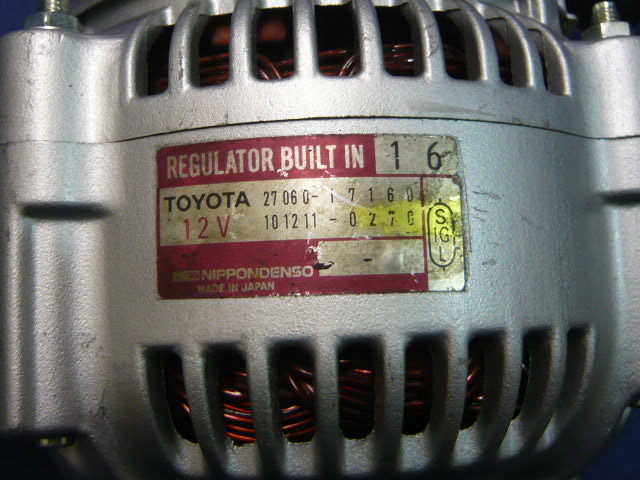 REGULATOR BUILT IN 16
TOYOTA 27060-17160
12V 101211-0270
S
IG
L
-
NIPPONDENSO
MADE IN JAPAN